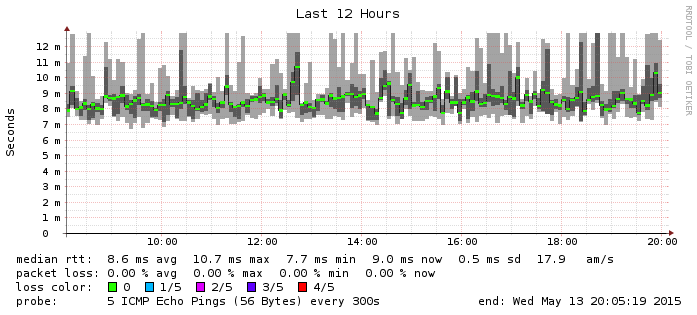 Last 12 Hours
RRDTOOL / TOBI OETIKER
Seconds
12 m
11 m
10 m
9 m
8 m
7 m
6 m
5 m
4 m
3 m
2 m
1 m
0
10:00 12:00 14:00 16:00 18:00 20:00
median rtt: 8.6 ms avg 10.7 ms max 7.7 ms min 9.0 ms now 0.5 ms sd 17.9 am/s
packet loss: 0.00 % avg 0.00 % max 0.00 % min 0.00 % now
loss color: 0 1/5 2/5 3/5 4/5
probe: 5 ICMP Echo Pings (56 Bytes) every 300s end: Wed May 13 20:05:19 2015